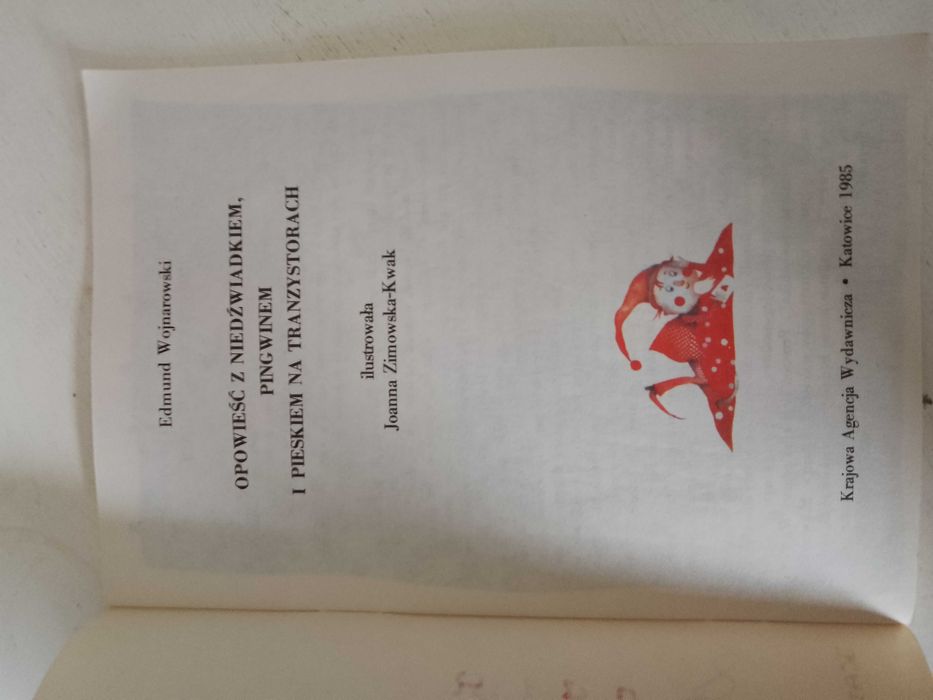 Edmund Wojnarowski
OPOWIEŚĆ Z NIEDŹWIADKIEM,
PINGWINEM
I PIESKIEM NA TRANZYSTORACH
ilustrowała
Joanna Zimowska-Kwak
Krajowa Agencja Wydawnicza • Katowice 1985